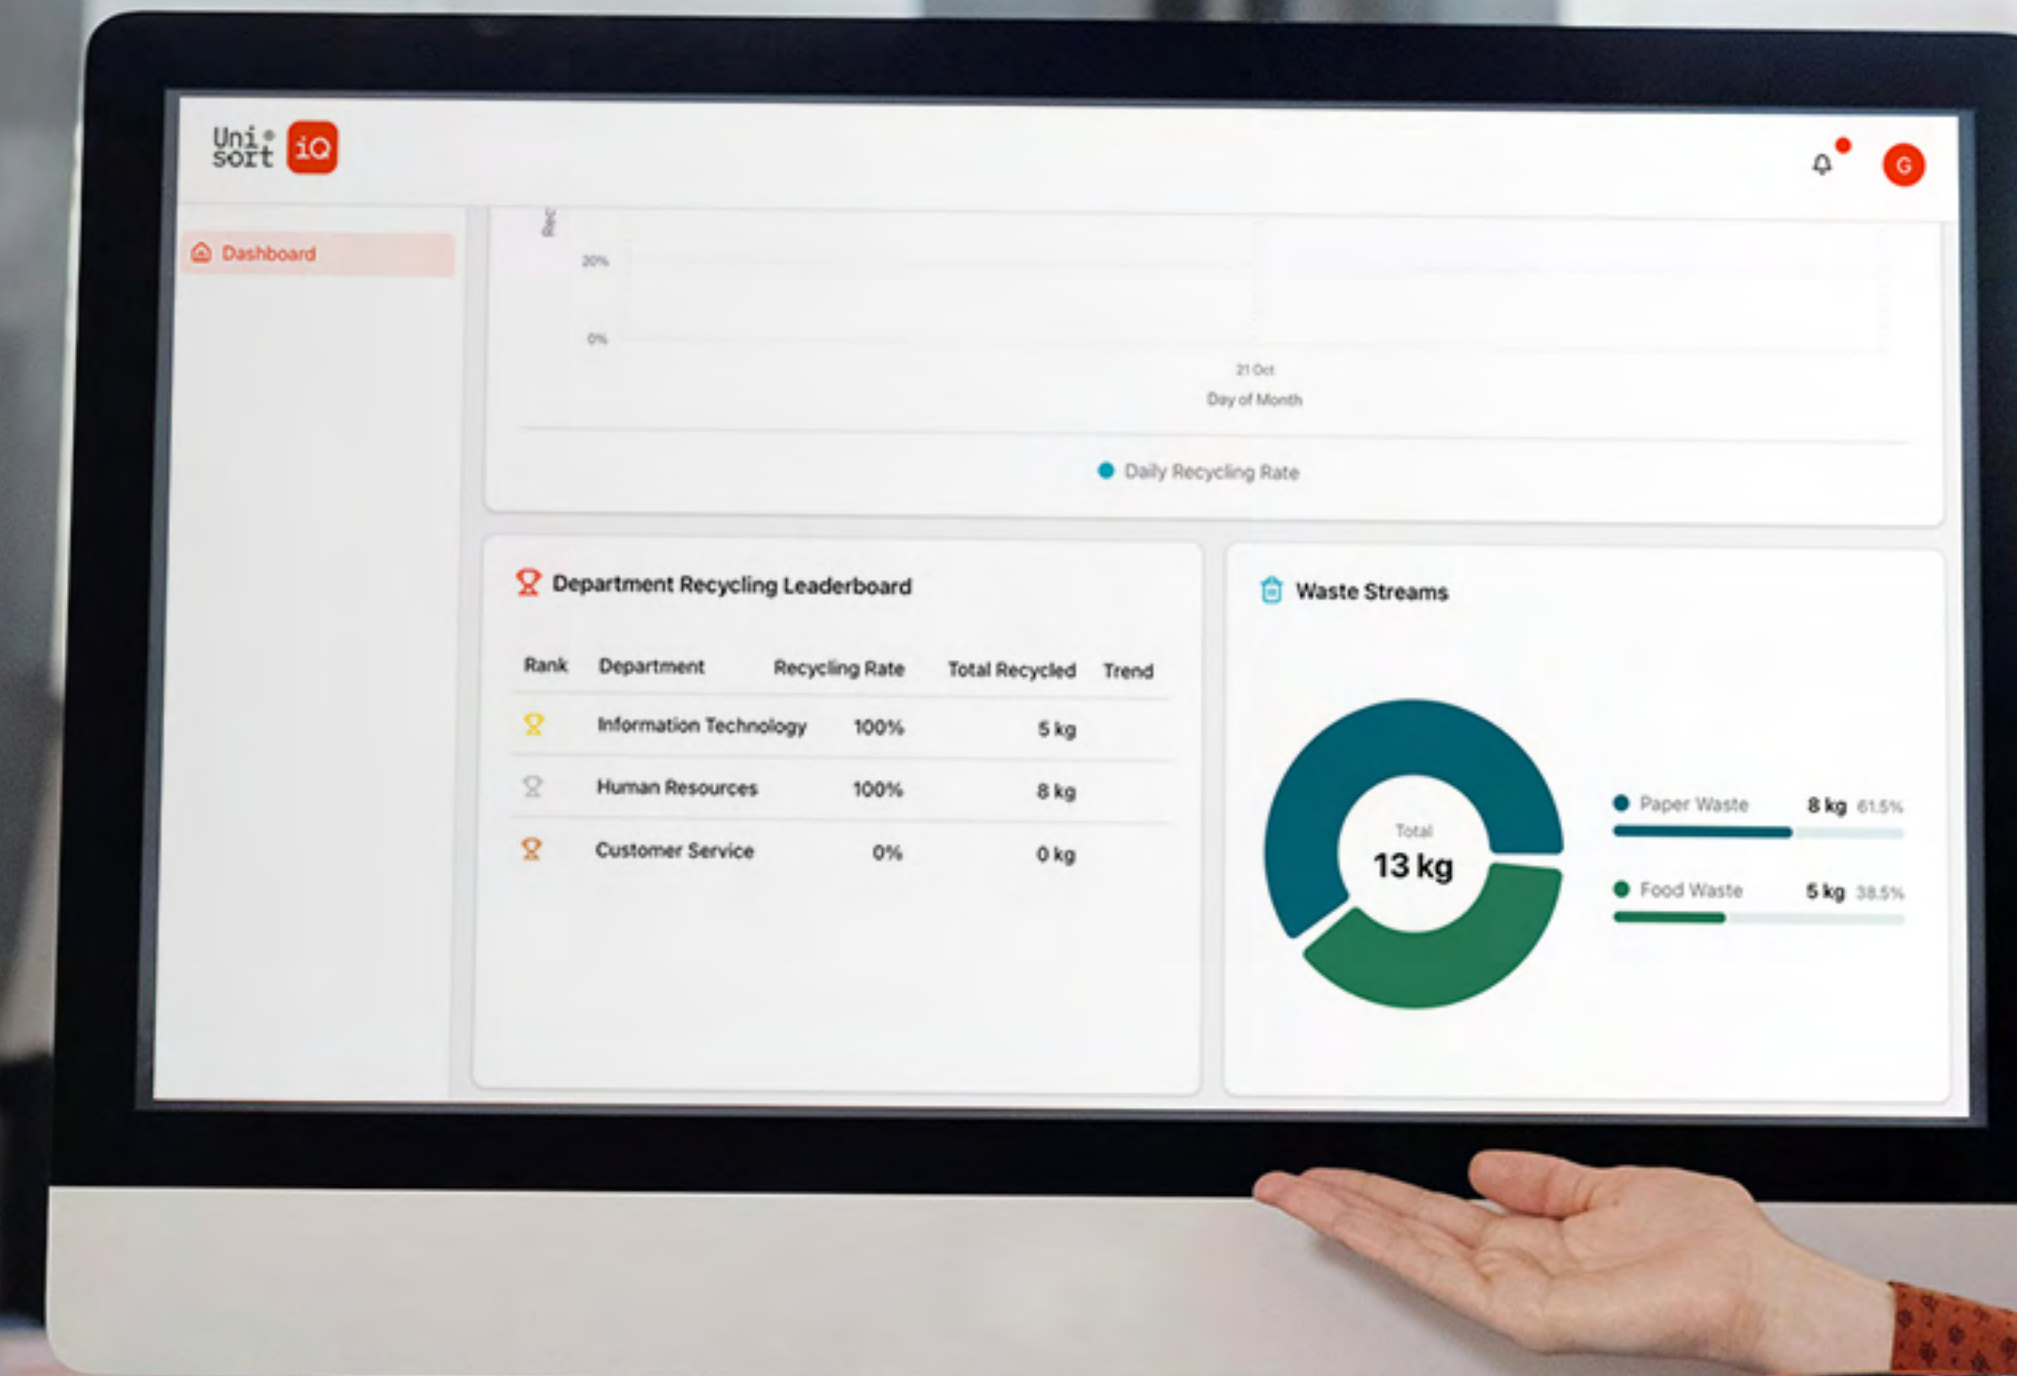 Uni®
sort
iQ
G
Dashboard
Rec
20%
0%
21 Oct
Day of Month
Daily Recycling Rate
Department Recycling Leaderboard
Rank Department Recycling Rate Total Recycled Trend
Information Technology 100% 5 kg
Human Resources 100% 8 kg
Customer Service 0% 0 kg
Waste Streams
Total
13 kg
Paper Waste 8 kg 61.5%
Food Waste 5 kg 38.5%